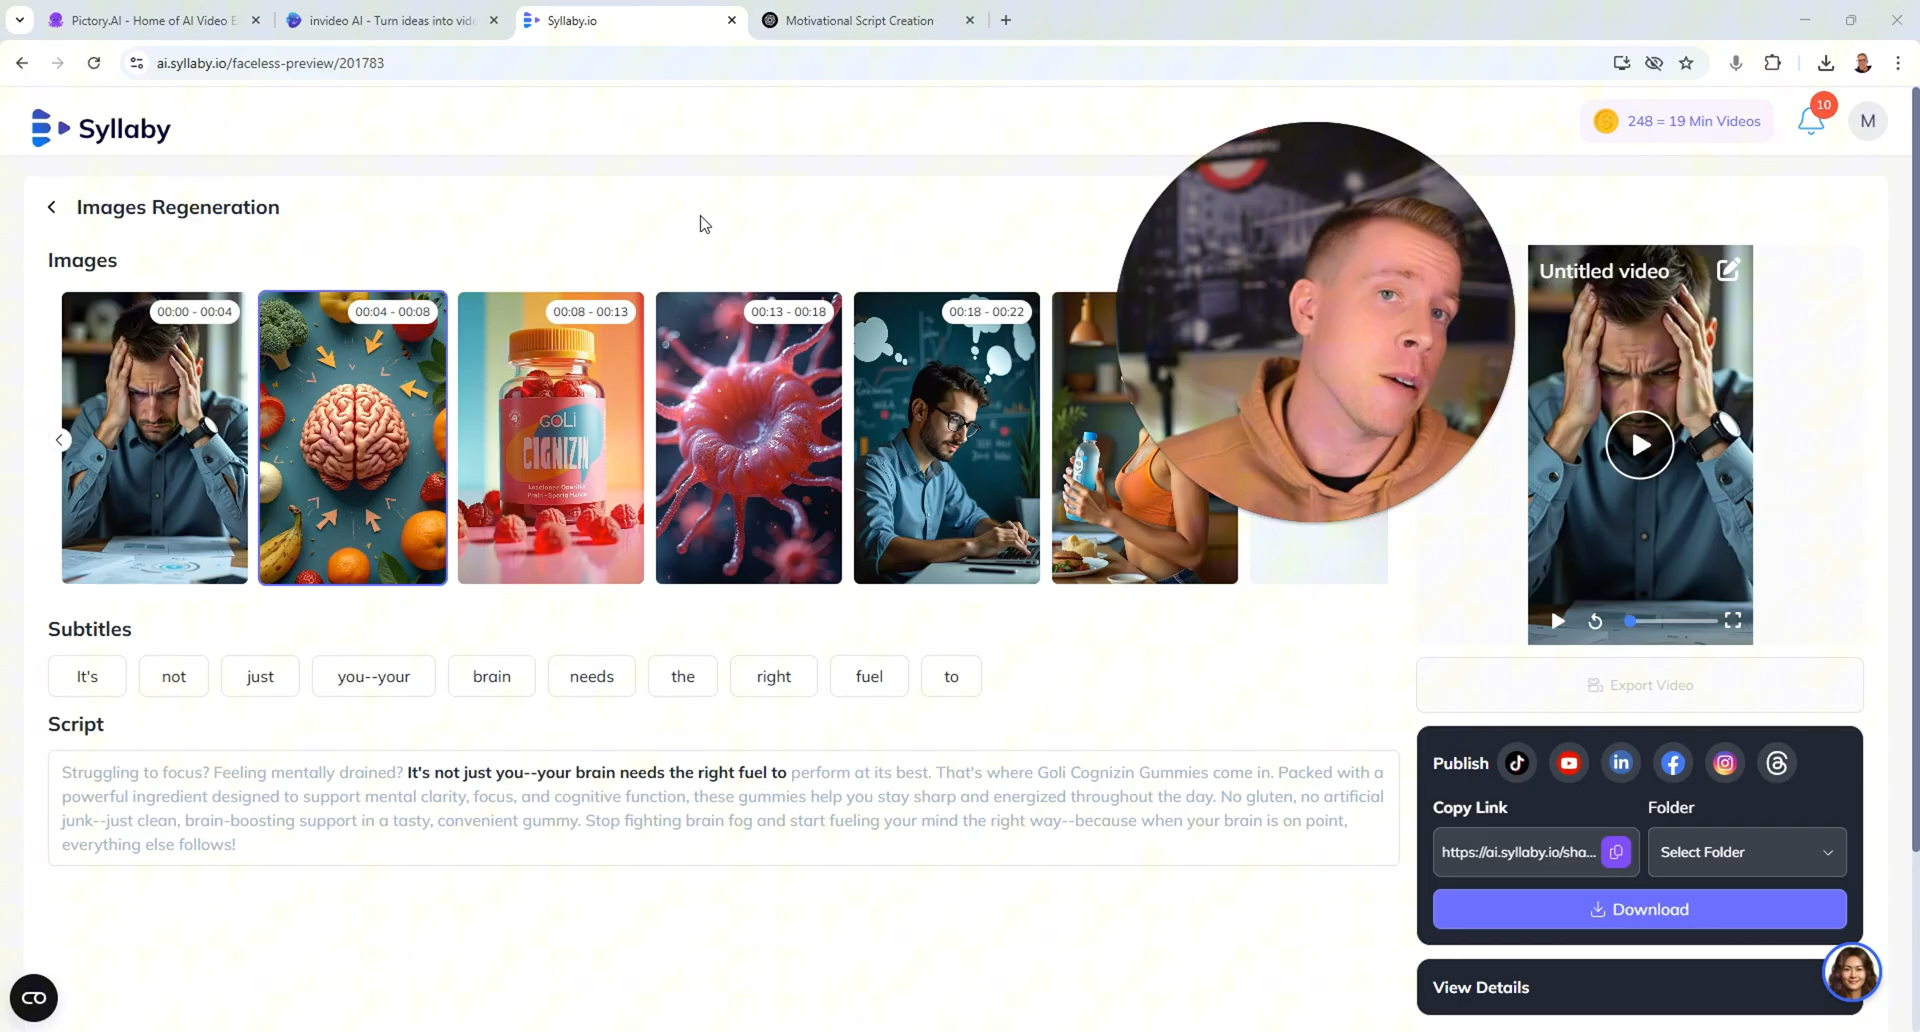 Pictory.AI - Home of AI Video E
invideo AI - Turn ideas into vide
Syllaby.io
Motivational Script Creation
ai.syllaby.io/faceless-preview/201783
Syllaby
248 = 19 Min Videos
10
M
Images Regeneration
Images
00:00 - 00:04
00:04 - 00:08
00:08 - 00:13
00:13 - 00:18
00:18 - 00:22
GOLi
COGNIZIN
Untitled video
Subtitles
It's
not
just
you--your
brain
needs
the
right
fuel
to
Script
Struggling to focus? Feeling mentally drained? It's not just you--your brain needs the right fuel to perform at its best. That's where Goli Cognizin Gummies come in. Packed with a
powerful ingredient designed to support mental clarity, focus, and cognitive function, these gummies help you stay sharp and energized throughout the day. No gluten, no artificial
junk--just clean, brain-boosting support in a tasty, convenient gummy. Stop fighting brain fog and start fueling your mind the right way--because when your brain is on point,
everything else follows!
Export Video
Publish
Copy Link
Folder
https://ai.syllaby.io/sha...
Select Folder
Download
View Details